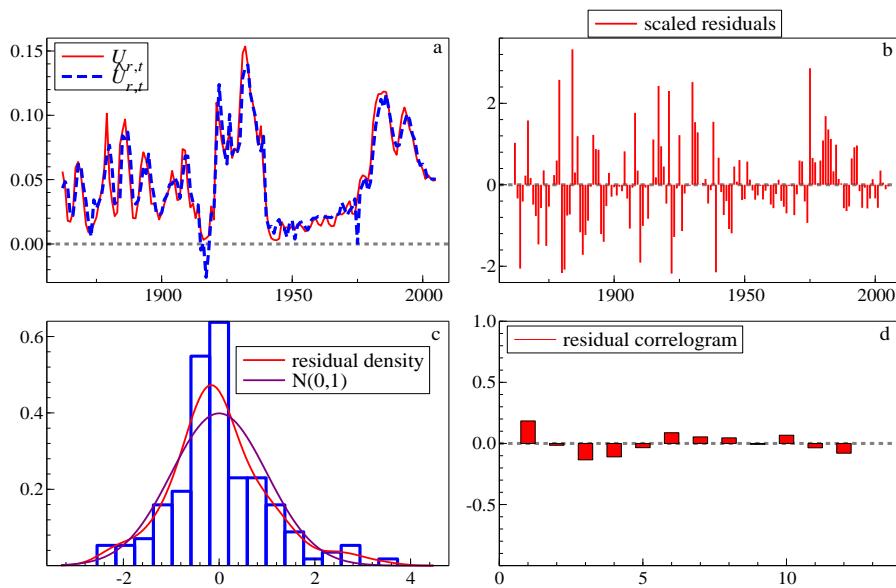 a
U r,t
Û r,t
0.15
0.10
0.05
0.00
1900
1950
2000
b
scaled residuals
2
0
-2
1900
1950
2000
c
residual density
N(0,1)
0.6
0.4
0.2
-2
0
2
4
d
residual correlogram
1.0
0.5
0.0
-0.5
0
5
10